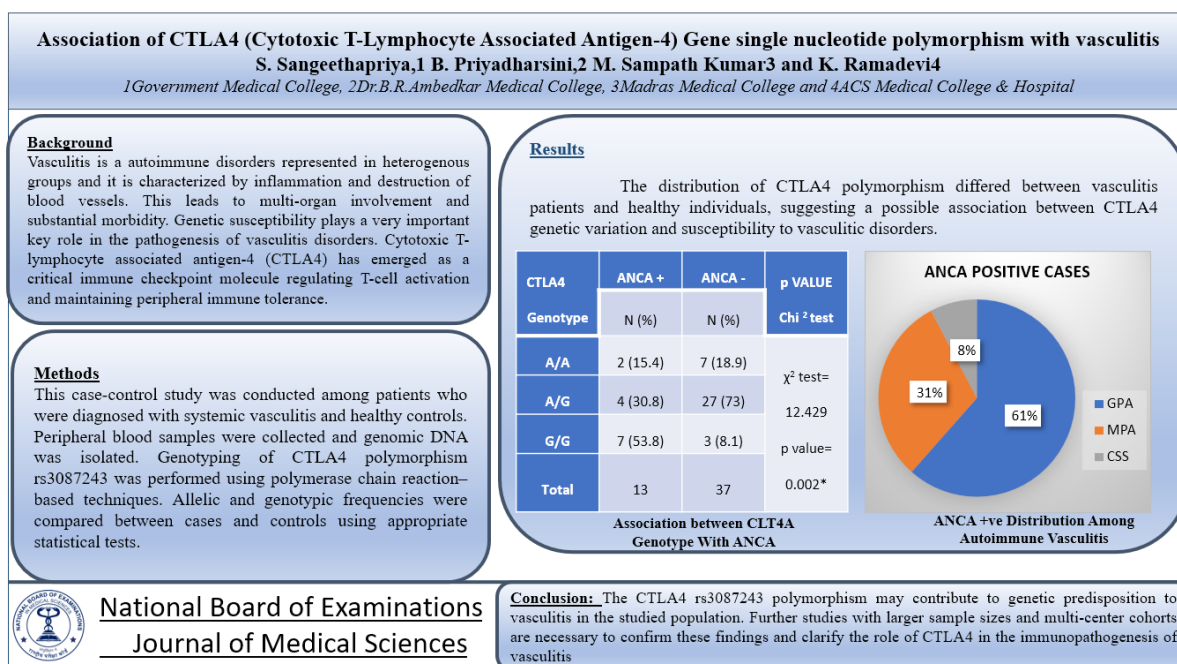 Association of CTLA4 (Cytotoxic T-Lymphocyte Associated Antigen-4) Gene single nucleotide polymorphism with vasculitis
S. Sangeethapriya,1 B. Priyadharsini,2 M. Sampath Kumar3 and K. Ramadevi4
1Government Medical College, 2Dr.B.R.Ambedkar Medical College, 3Madras Medical College and 4ACS Medical College & Hospital
Background
Vasculitis is a autoimmune disorders represented in heterogenous
groups and it is characterized by inflammation and destruction of
blood vessels. This leads to multi-organ involvement and
substantial morbidity. Genetic susceptibility plays a very important
key role in the pathogenesis of vasculitis disorders. Cytotoxic T-
lymphocyte associated antigen-4 (CTLA4) has emerged as a
critical immune checkpoint molecule regulating T-cell activation
and maintaining peripheral immune tolerance.
Methods
This case-control study was conducted among patients who
were diagnosed with systemic vasculitis and healthy controls.
Peripheral blood samples were collected and genomic DNA
was isolated. Genotyping of CTLA4 polymorphism
rs3087243 was performed using polymerase chain reaction–
based techniques. Allelic and genotypic frequencies were
compared between cases and controls using appropriate
statistical tests.
Results
The distribution of CTLA4 polymorphism differed between vasculitis
patients and healthy individuals, suggesting a possible association between CTLA4
genetic variation and susceptibility to vasculitic disorders.
CTLA4 Genotype ANCA + ANCA - p VALUE Chi ² test
N (%) N (%)
A/A 2 (15.4) 7 (18.9)
A/G 4 (30.8) 27 (73)
G/G 7 (53.8) 3 (8.1)
Total 13 37
χ² test=
12.429
p value=
0.002*
Association between CLT4A
Genotype With ANCA
ANCA POSITIVE CASES
8%
31%
61%
GPA
MPA
CSS
ANCA +ve Distribution Among
Autoimmune Vasculitis
National Board of Examinations
Journal of Medical Sciences
Conclusion: The CTLA4 rs3087243 polymorphism may contribute to genetic predisposition to
vasculitis in the studied population. Further studies with larger sample sizes and multi-center cohorts
are necessary to confirm these findings and clarify the role of CTLA4 in the immunopathogenesis of
vasculitis